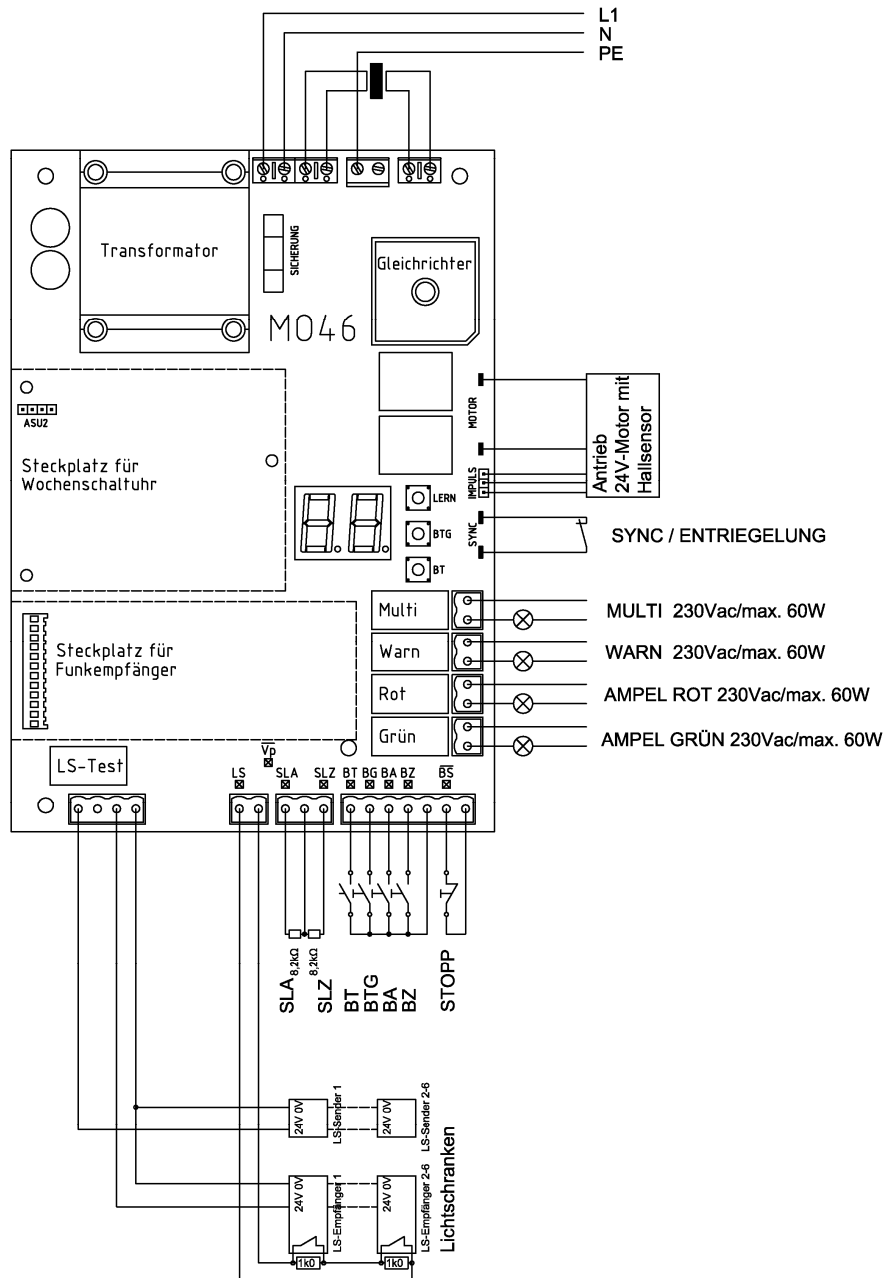 L1
N
PE
Transformator
SICHERUNG
Gleichrichter
MO46
MOTOR
Antrieb
24V-Motor mit
Hallsensor
ASU2
Steckplatz für
Wochenschaltuhr
IMPULS
LERN
BTG
BT
SYNC
SYNC / ENTRIEGELUNG
Multi
MULTI 230Vac/max. 60W
Steckplatz für
Funkempfänger
Warn
WARN 230Vac/max. 60W
Rot
AMPEL ROT 230Vac/max. 60W
Grün
AMPEL GRÜN 230Vac/max. 60W
LS-Test
Vp
LS
SLA
SLZ
BT
BG
BA
BZ
BS
SLA
8,2kΩ
8,2kΩ
SLZ
BT
BTG
BA
BZ
STOPP
24V 0V
LS-Sender 1
24V 0V
LS-Sender 2-6
24V 0V
LS-Empfänger 1
24V 0V
LS-Empfänger 2-6
Lichtschranken
1k0
1k0